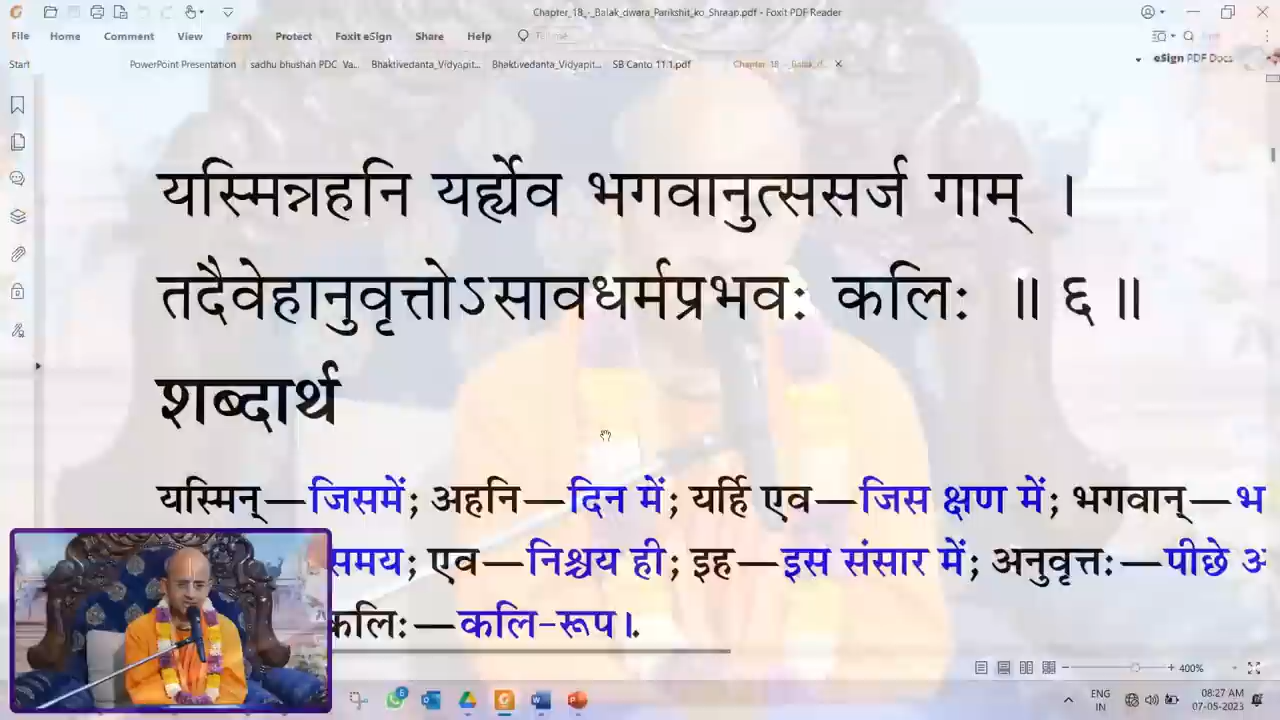 Chapter_18_-_Balak_dwara_Parikshit_ko_Shraap.pdf - Foxit PDF Reader
File Home Comment View Form Protect Foxit eSign Share Help
Start PowerPoint Presentation sadhu bhushan PDC Va... Bhaktivedanta_Vidyapit... Bhaktivedanta_Vidyapit... SB Canto 11.1.pdf Chapter_18_-_Balak_d... eSign PDF Docs
यस्मिन्नहनि यर्ह्येव भगवानुत्ससर्ज गाम् ।
तदैवेहानुवृत्तोऽसावधर्मप्रभवः कलिः ॥ ६ ॥
शब्दार्थ
यस्मिन्—जिसमें; अहनि—दिन में; यर्हि एव—जिस क्षण में; भगवान्—भ
समय; एव—निश्चय ही; इह—इस संसार में; अनुवृत्तः—पीछे अ
कलिः—कलि-रूप।.
400%
6
ENG 08:27 AM
IN 07-05-2023